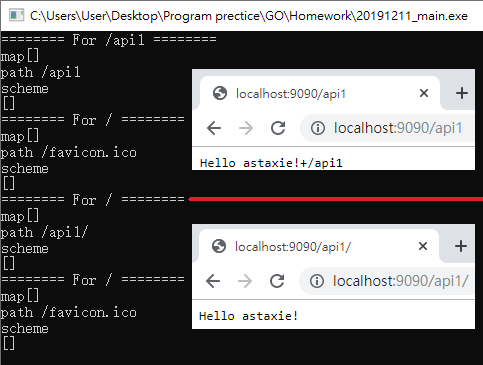 C:\Users\User\Desktop\Program prectice\GO\Homework\20191211_main.exe
======== For /api1 ========
map[]
path /api1
scheme
[]
======== For / ========
map[]
path /favicon.ico
scheme
[]
localhost:9090/api1
localhost:9090/api1
Hello astaxie!+/api1
======== For / ========
map[]
path /api1/
scheme
[]
======== For / ========
map[]
path /favicon.ico
scheme
[]
localhost:9090/api1/
localhost:9090/api1/
Hello astaxie!